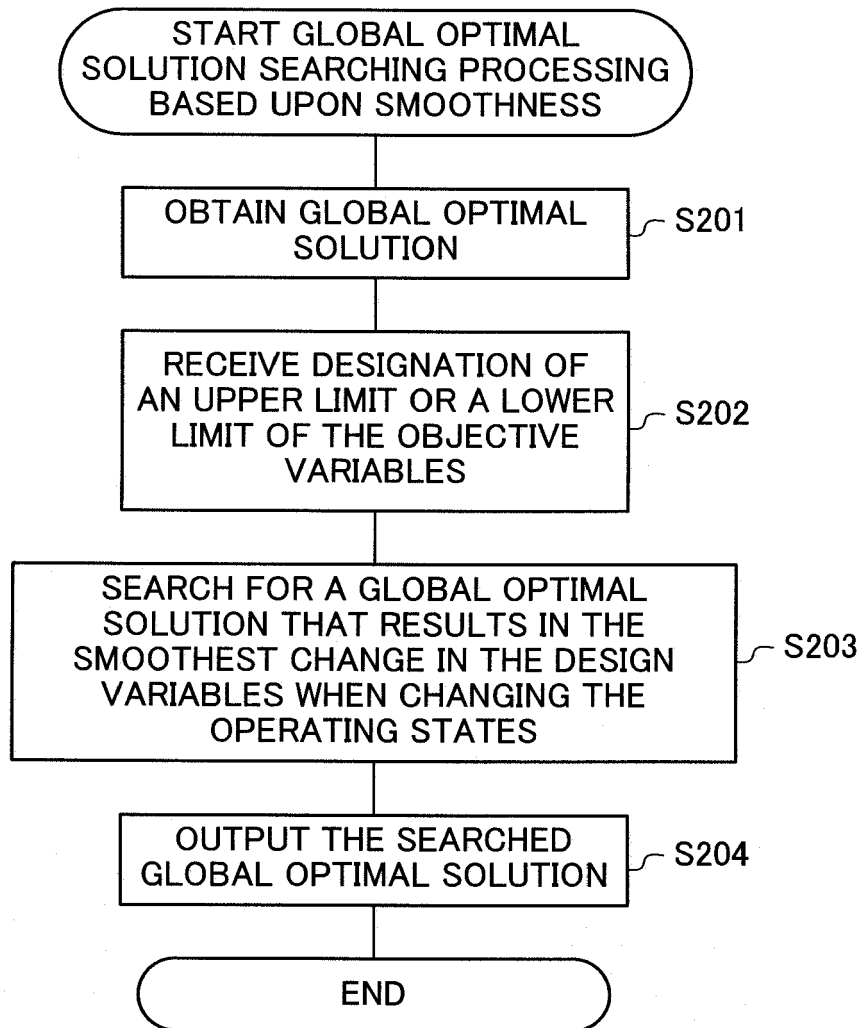 START GLOBAL OPTIMAL
SOLUTION SEARCHING PROCESSING
BASED UPON SMOOTHNESS
OBTAIN GLOBAL OPTIMAL
SOLUTION
S201
RECEIVE DESIGNATION OF
AN UPPER LIMIT OR A LOWER
LIMIT OF THE OBJECTIVE
VARIABLES
S202
SEARCH FOR A GLOBAL OPTIMAL
SOLUTION THAT RESULTS IN THE
SMOOTHEST CHANGE IN THE DESIGN
VARIABLES WHEN CHANGING THE
OPERATING STATES
S203
OUTPUT THE SEARCHED
GLOBAL OPTIMAL SOLUTION
S204
END